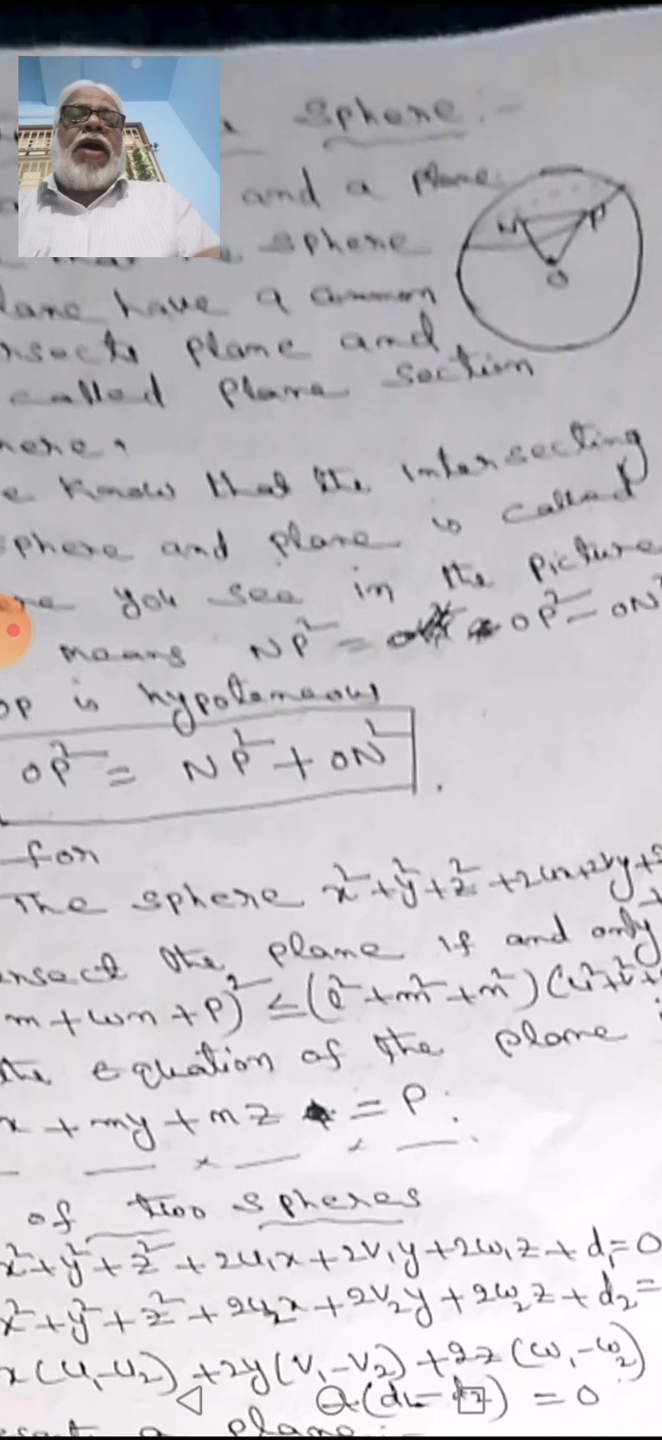 Sphere :-
and a plane
sphere
lane have a common
nsects plane and
called plane section
here.
e know that the intersecting
sphere and plane is called
re you see in the picture
means NP² = OP² - ON²
OP is hypoteneous
OP² = NP² + ON²
for
The sphere x² + y² + z² + 2ux + 2vy +
nsect the plane if and only
m + wn + P)² ≤ (l² + m² + n²) (u² + v² +
the equation of the plane
x + my + nz = P.
of two spheres
x² + y² + z² + 2u₁x + 2v₁y + 2w₁z + d₁ = 0
x² + y² + z² + 2u₂x + 2v₂y + 2w₂z + d₂ =
x(u₁-u₂) + 2y(v₁-v₂) + 2z(w₁-w₂)
= 0
a plane :-
N P
O